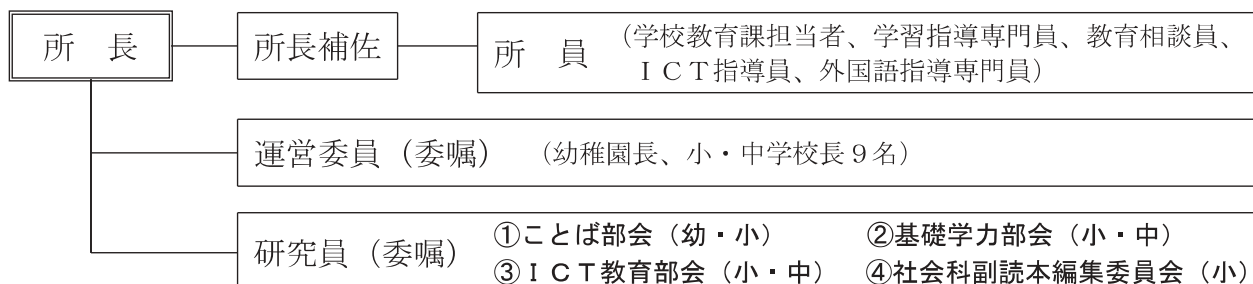 所　長
所長補佐
所　員
（学校教育課担当者、学習指導専門員、教育相談員、
ＩＣＴ指導員、外国語指導専門員）
運営委員（委嘱）　（幼稚園長、小・中学校長９名）
研究員（委嘱）
①ことば部会（幼・小）　②基礎学力部会（小・中）
③ＩＣＴ教育部会（小・中）　④社会科副読本編集委員会（小）